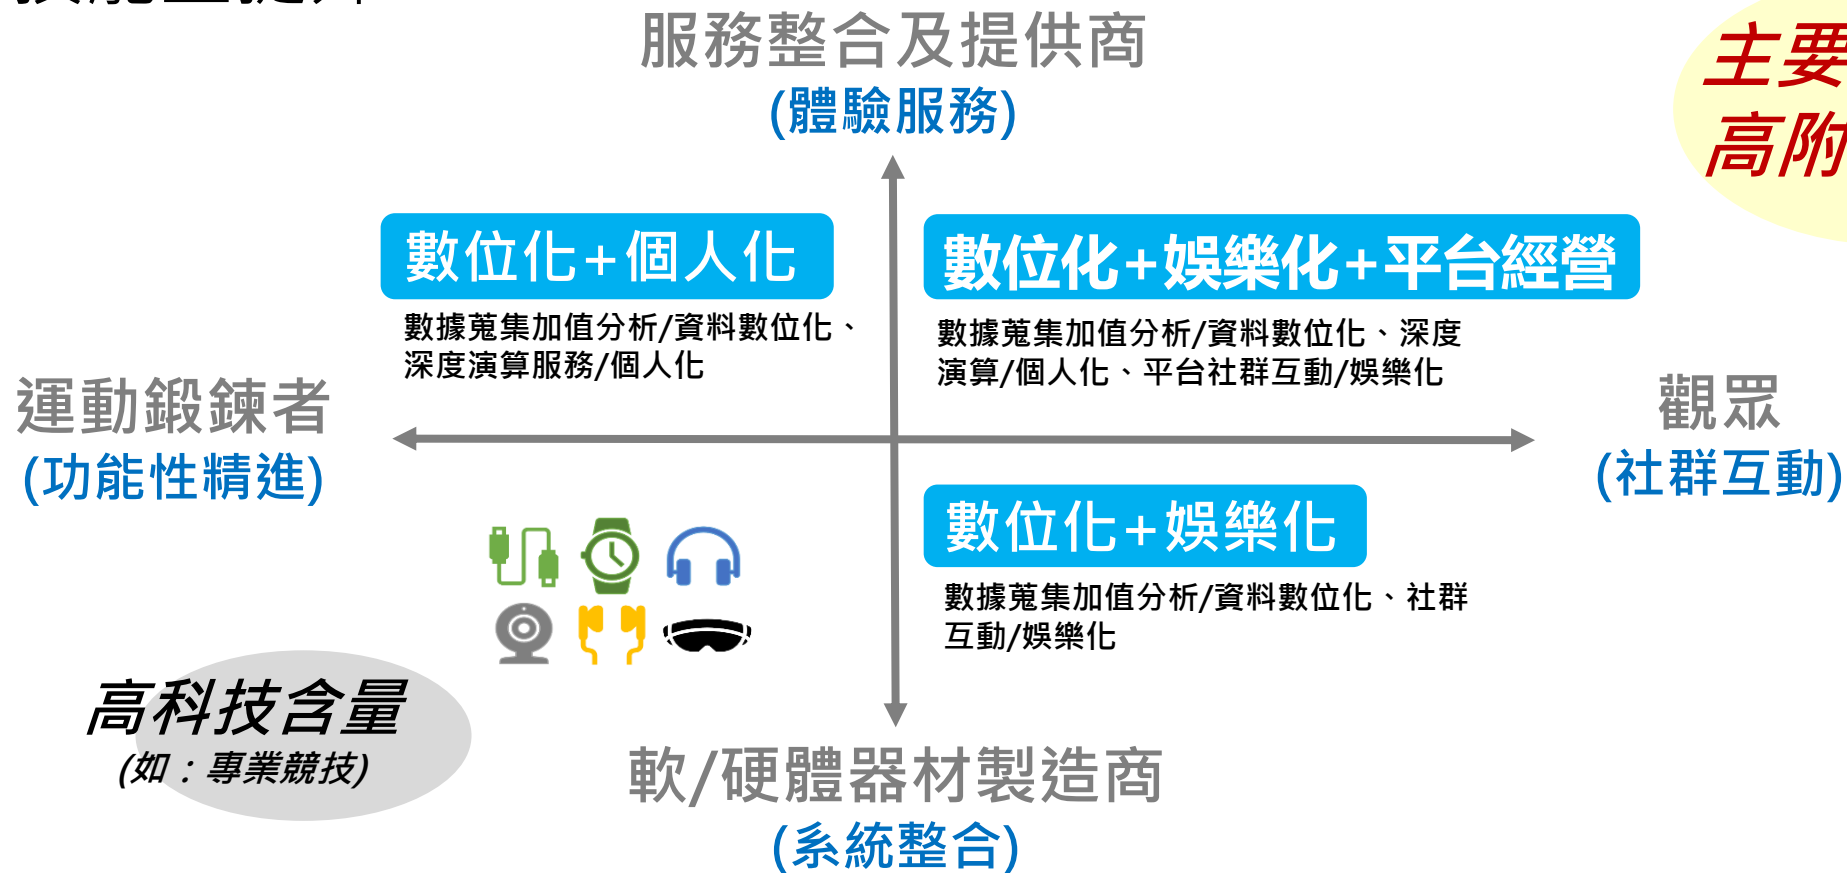 服務整合及提供商
(體驗服務)
主要
高附
數位化+個人化
數據蒐集加值分析/資料數位化、
深度演算服務/個人化
數位化+娛樂化+平台經營
數據蒐集加值分析/資料數位化、深度
演算/個人化、平台社群互動/娛樂化
運動鍛鍊者
(功能性精進)
觀眾
(社群互動)
數位化+娛樂化
數據蒐集加值分析/資料數位化、社群
互動/娛樂化
高科技含量
(如：專業競技)
軟/硬體器材製造商
(系統整合)